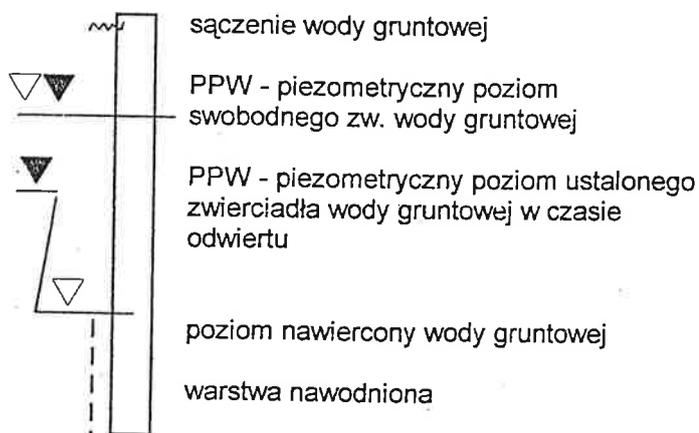 sączenie wody gruntowej
PPW - piezometryczny poziom
swobodnego zw. wody gruntowej
PPW - piezometryczny poziom ustalonego
zwierciadła wody gruntowej w czasie
odwiertu
poziom nawiercony wody gruntowej
warstwa nawodniona